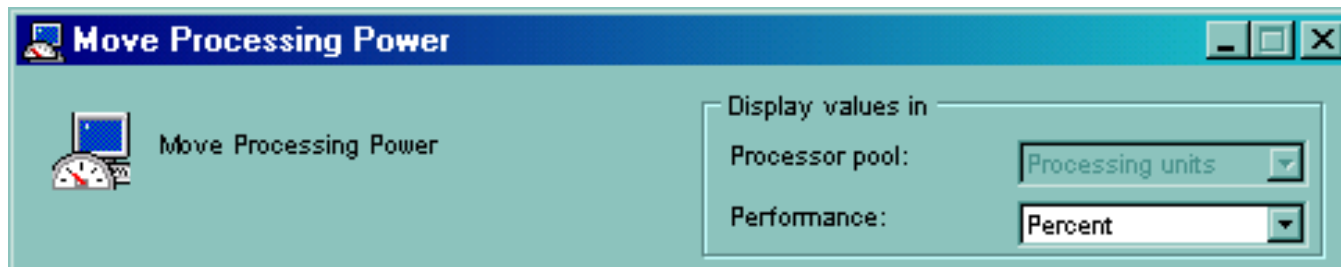 Move Processing Power
Move Processing Power
Display values in
Processor pool: Processing units
Performance: Percent